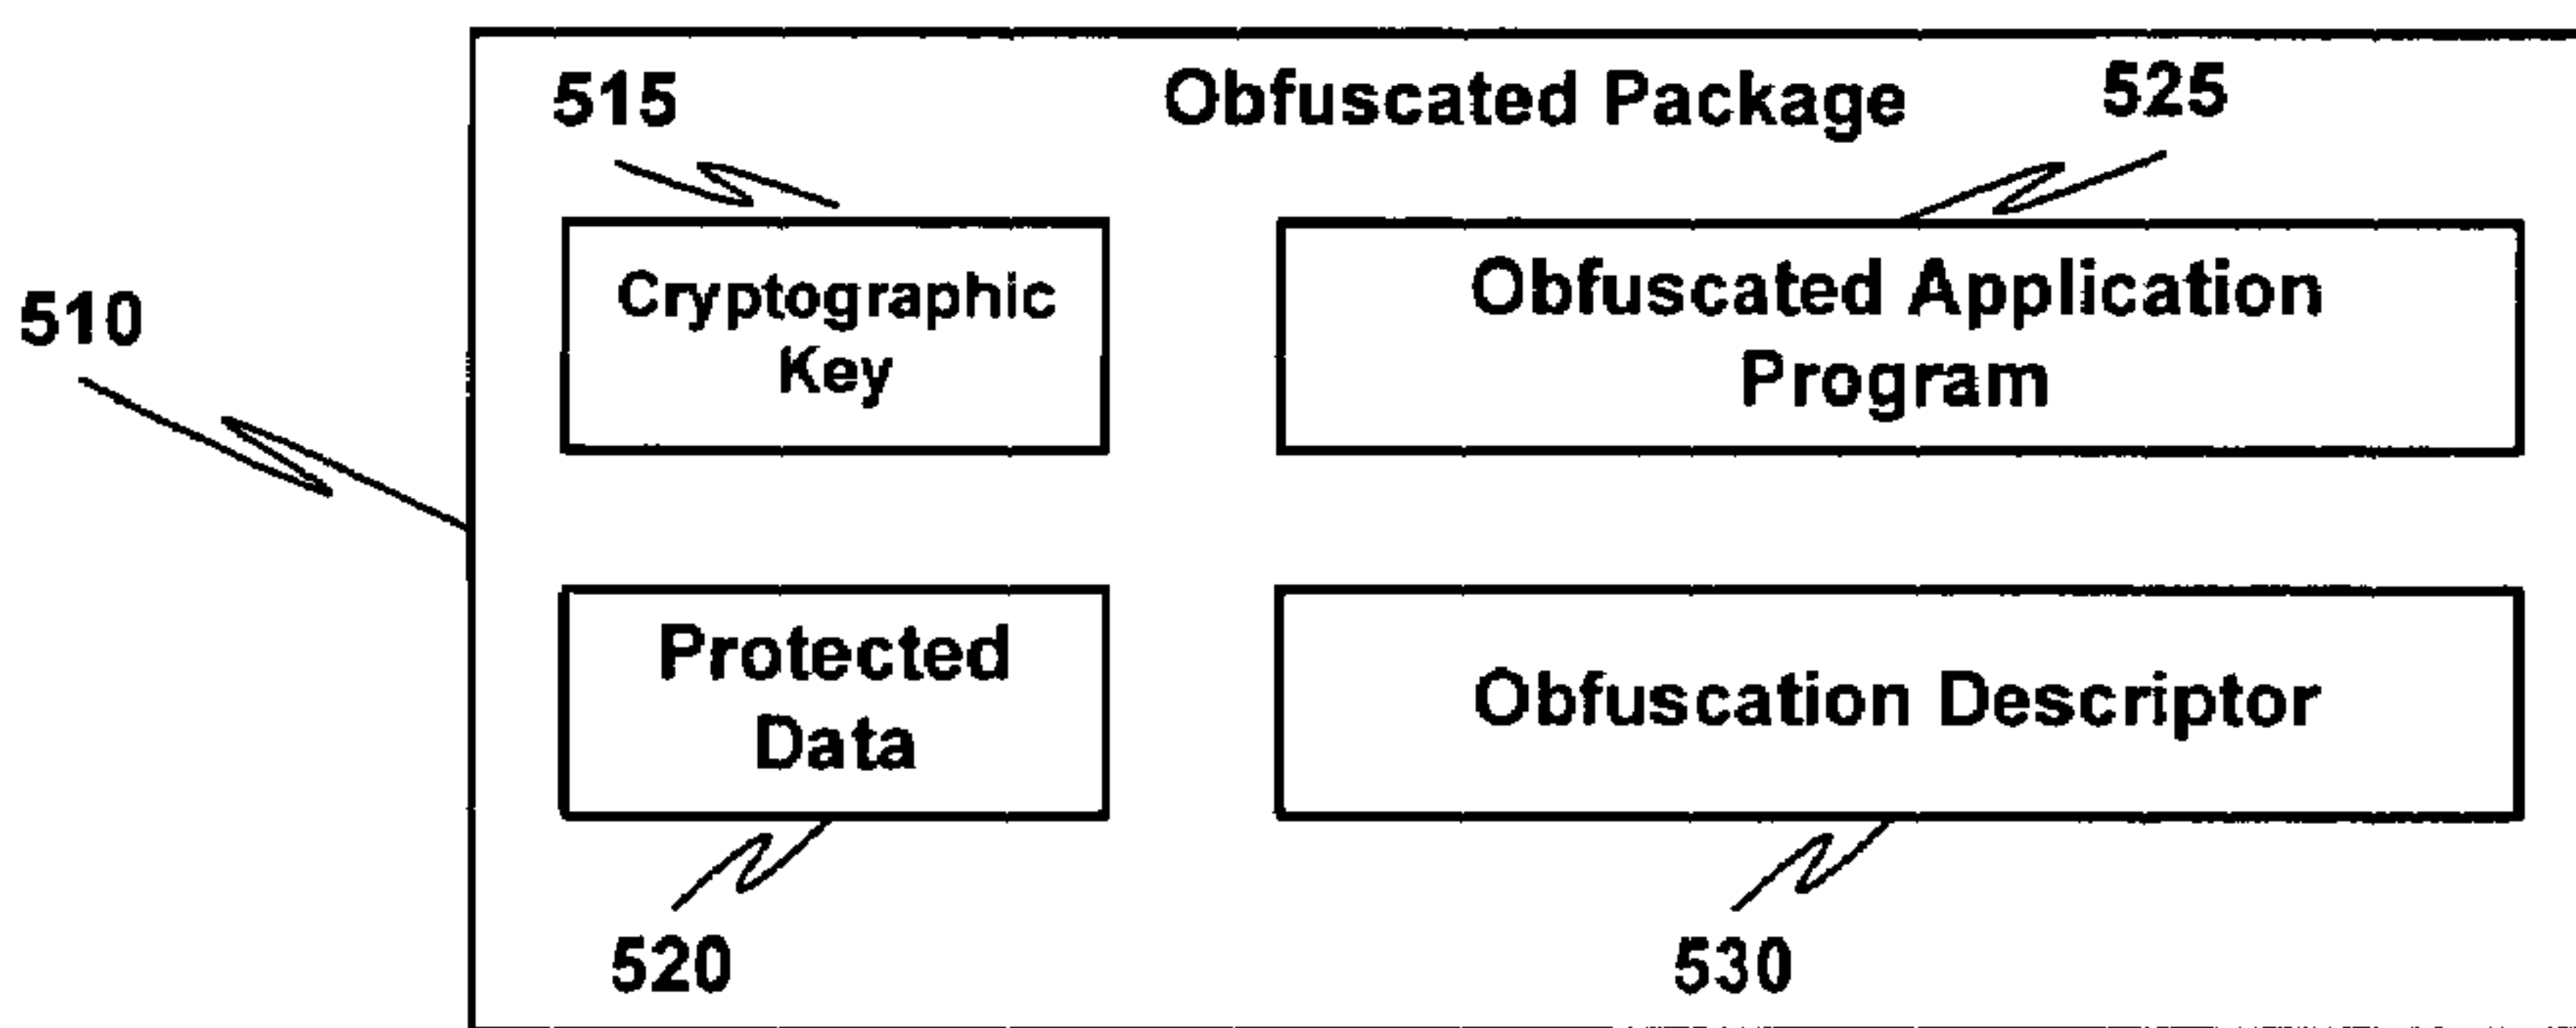 515
Obfuscated Package
525
510
Cryptographic
Key
Obfuscated Application
Program
Protected
Data
Obfuscation Descriptor
520
530